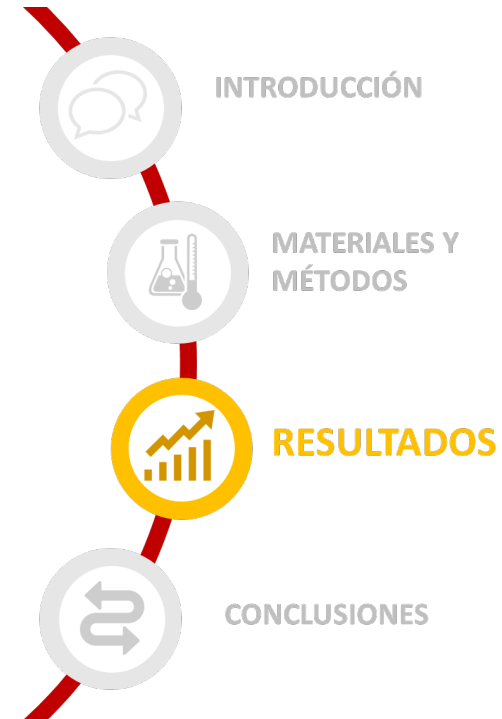 INTRODUCCIÓN
MATERIALES Y
MÉTODOS
RESULTADOS
CONCLUSIONES